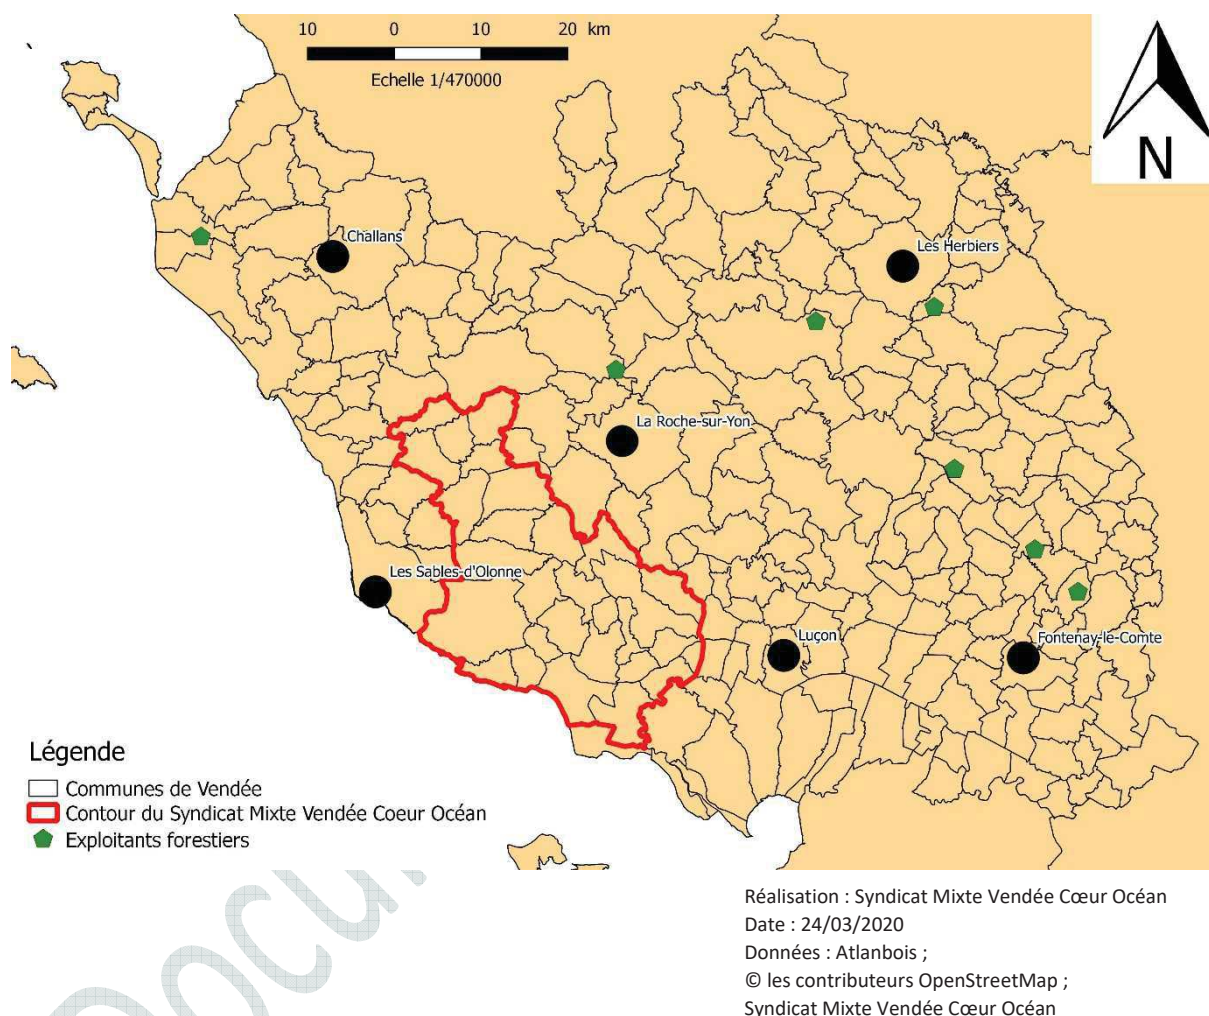 10 0 10 20 km
Echelle 1/470000
N
Challans
Les Herbiers
La Roche-sur-Yon
Les Sables-d'Olonne
Luçon
Fontenay-le-Comte
Légende
Communes de Vendée
Contour du Syndicat Mixte Vendée Coeur Océan
Exploitants forestiers
Docu
Réalisation : Syndicat Mixte Vendée Cœur Océan
Date : 24/03/2020
Données : Atlanbois ;
© les contributeurs OpenStreetMap ;
Syndicat Mixte Vendée Cœur Océan